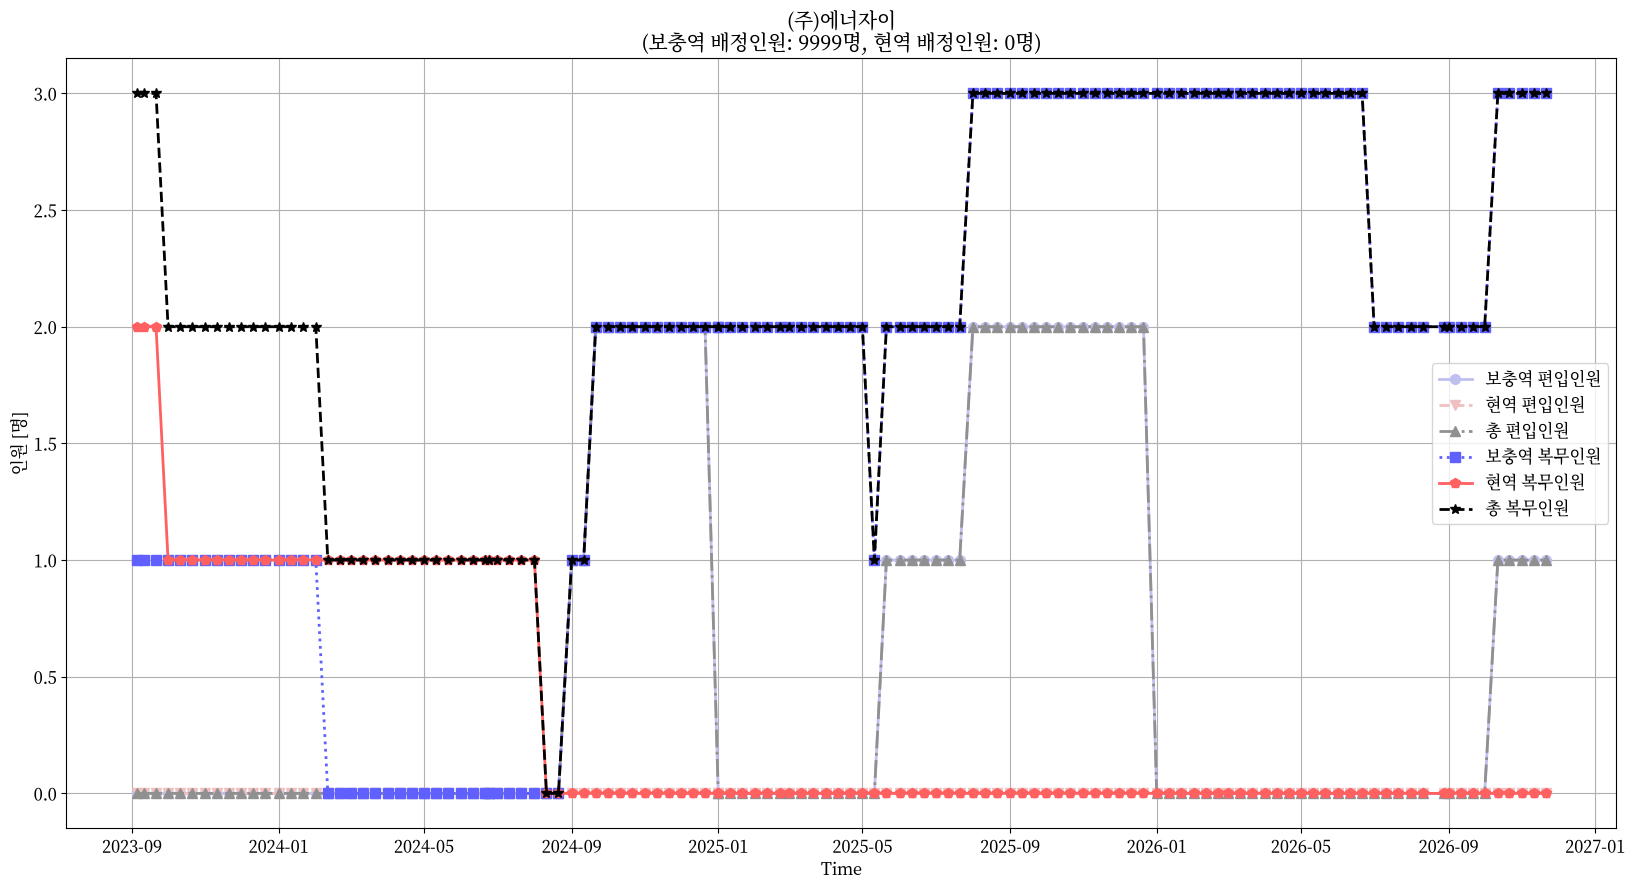 (주)에너자이
(보충역 배정인원: 9999명, 현역 배정인원: 0명)
인원 [명]
3.0
2.5
2.0
1.5
1.0
0.5
0.0
보충역 편입인원
현역 편입인원
총 편입인원
보충역 복무인원
현역 복무인원
총 복무인원
2023-09
2024-01
2024-05
2024-09
2025-01
2025-05
2025-09
2026-01
2026-05
2026-09
2027-01
Time